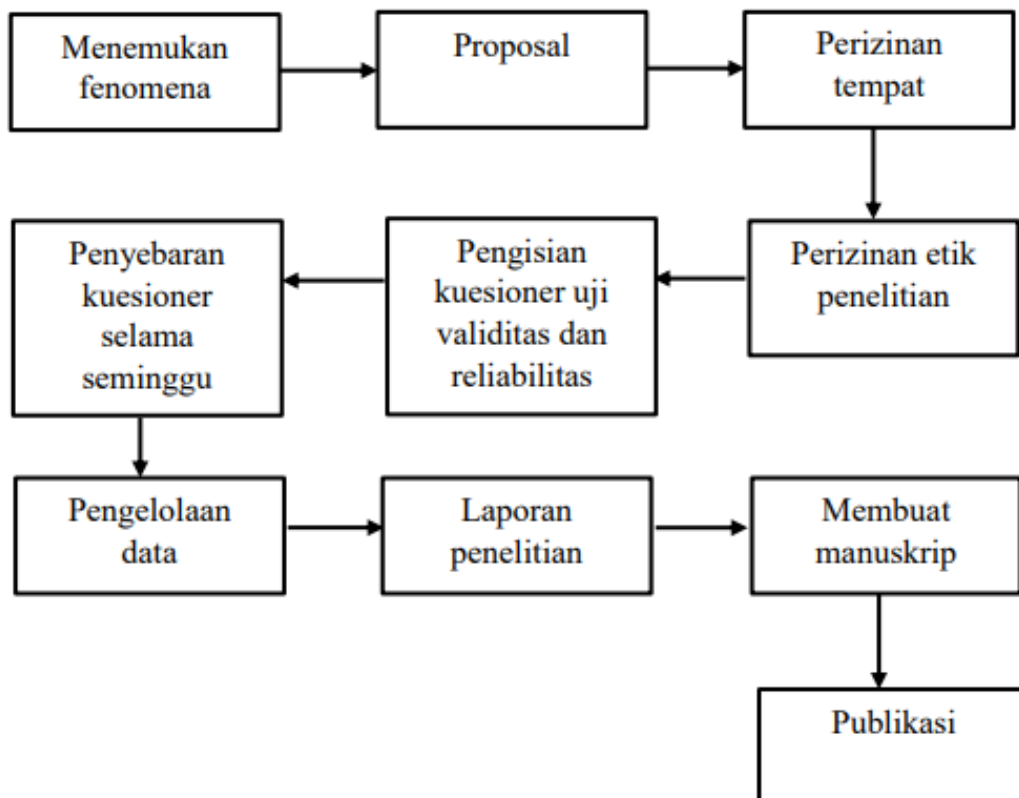 Menemukan
fenomena
Proposal
Perizinan
tempat
Perizinan etik
penelitian
Pengisian
kuesioner uji
validitas dan
reliabilitas
Penyebaran
kuesioner
selama
seminggu
Pengelolaan
data
Laporan
penelitian
Membuat
manuskrip
Publikasi